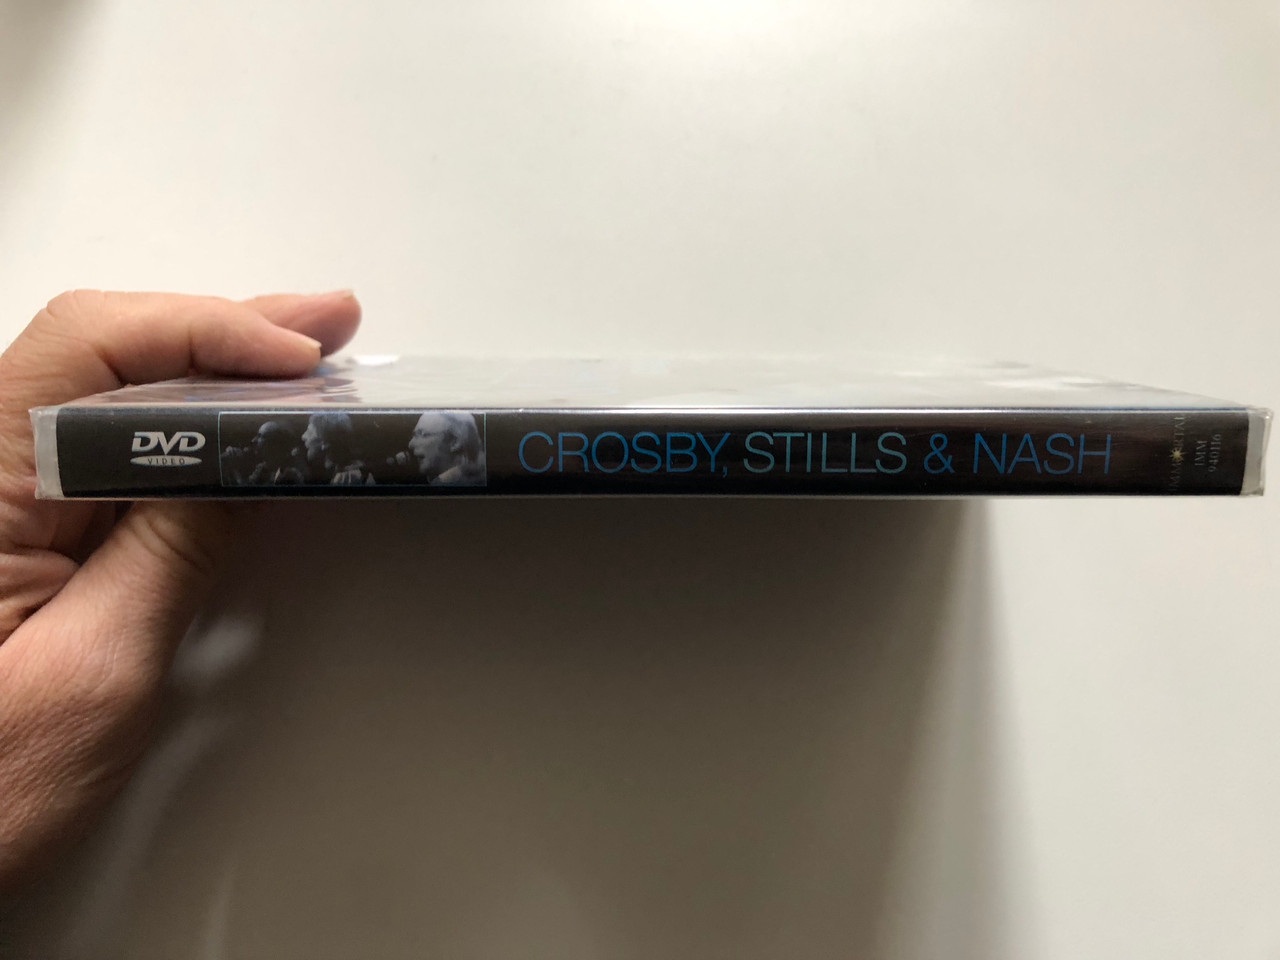 DVD
VIDEO
CROSBY, STILLS & NASH
IMMORTAL
IMM
940116